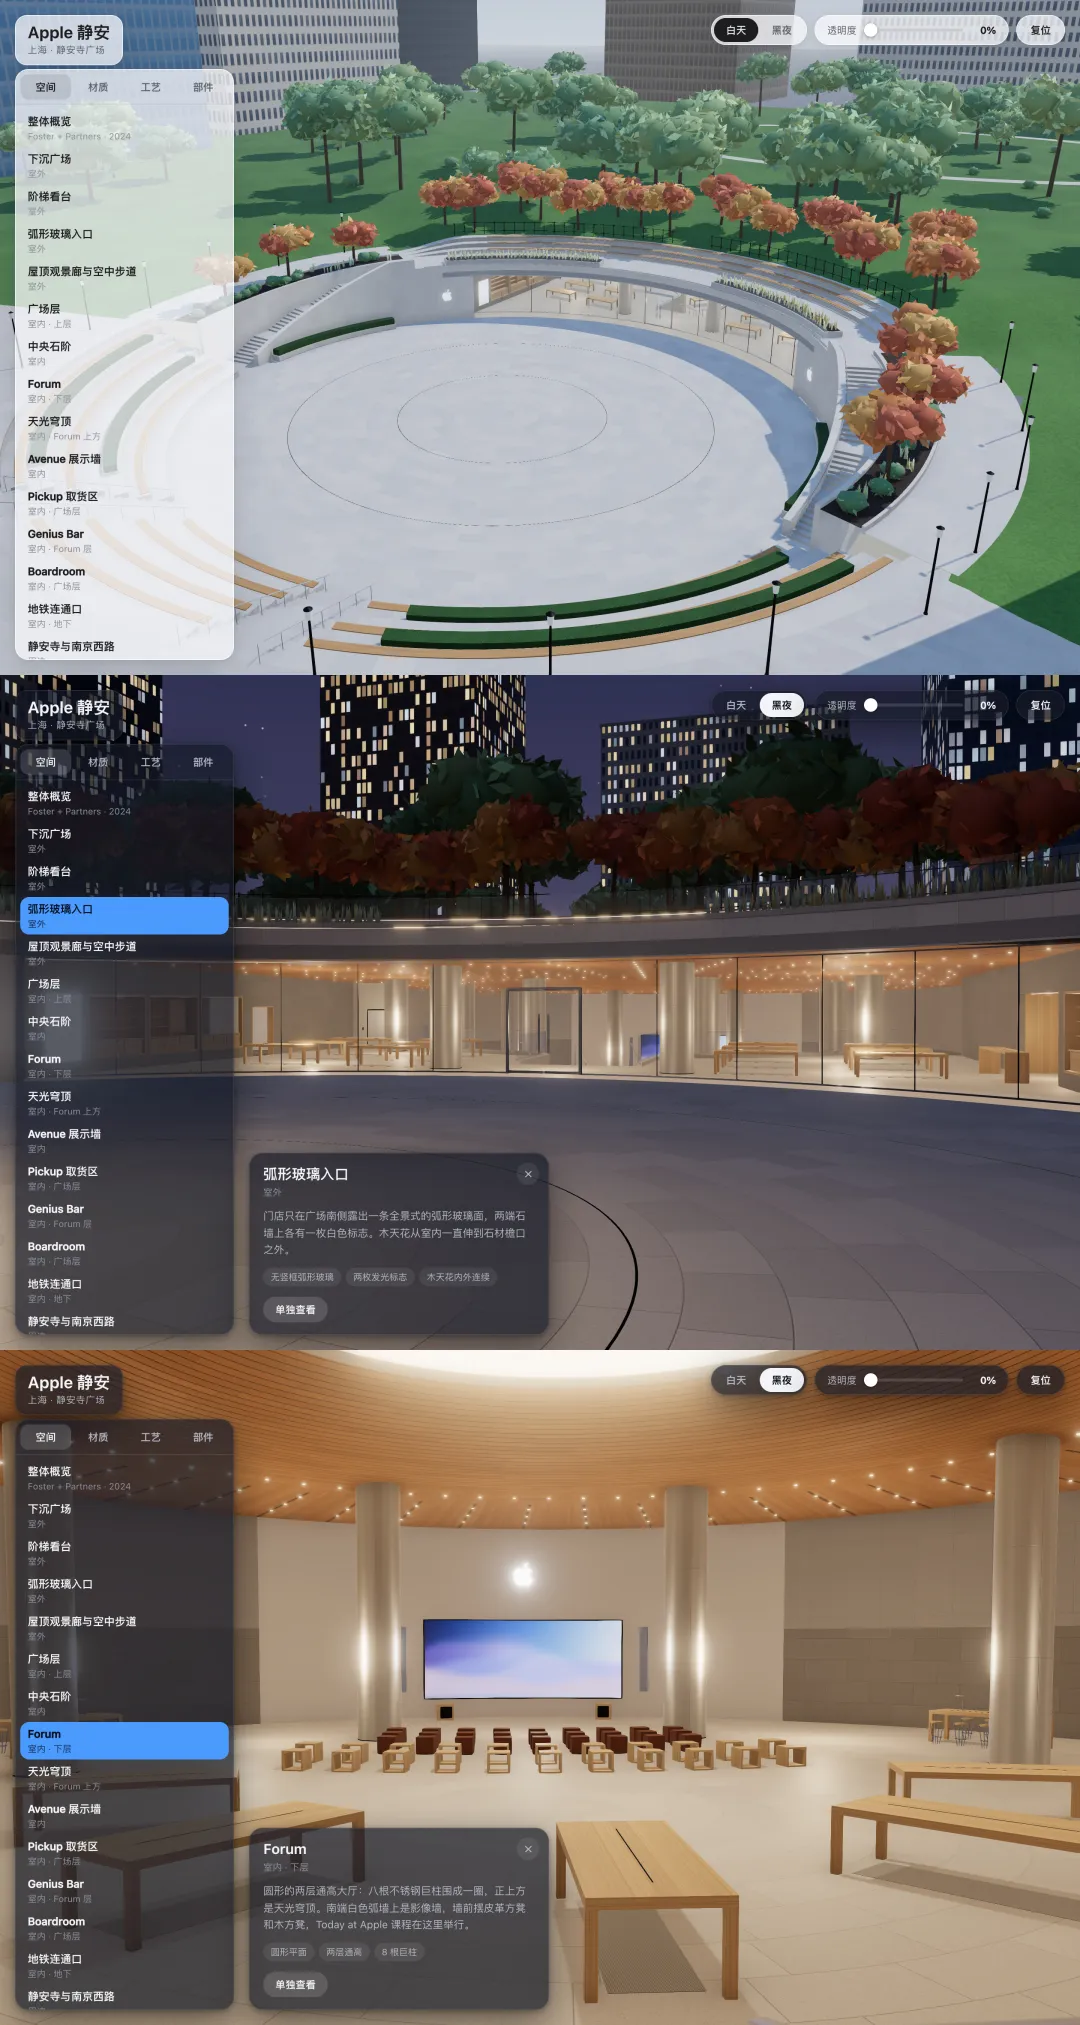 Apple 静安
上海 · 静安寺广场
白天
黑夜
透明度
0%
复位
空间
材质
工艺
部件
整体概览
Foster + Partners · 2024
下沉广场
室外
阶梯看台
室外
弧形玻璃入口
室外
屋顶观景廊与空中步道
室外
广场层
室内 · 上层
中央石阶
室内
Forum
室内 · 下层
天光穹顶
室内 · Forum 上方
Avenue 展示墙
室内
Pickup 取货区
室内 · 广场层
Genius Bar
室内 · Forum 层
Boardroom
室内 · 广场层
地铁连通口
室内 · 地下
静安寺与南京西路
Apple 静安
上海 · 静安寺广场
白天
黑夜
透明度
0%
复位
空间
材质
工艺
部件
整体概览
Foster + Partners · 2024
下沉广场
室外
阶梯看台
室外
弧形玻璃入口
室外
屋顶观景廊与空中步道
室外
广场层
室内 · 上层
中央石阶
室内
Forum
室内 · 下层
天光穹顶
室内 · Forum 上方
Avenue 展示墙
室内
Pickup 取货区
室内 · 广场层
Genius Bar
室内 · Forum 层
Boardroom
室内 · 广场层
地铁连通口
室内 · 地下
静安寺与南京西路
弧形玻璃入口
室外
门店只在广场南侧露出一条全景式的弧形玻璃面，两端石
墙上各有一枚白色标志。木天花从室内一直伸到石材檐口
之外。
无竖框弧形玻璃
两枚发光标志
木天花内外连续
单独查看
Apple 静安
上海 · 静安寺广场
白天
黑夜
透明度
0%
复位
空间
材质
工艺
部件
整体概览
Foster + Partners · 2024
下沉广场
室外
阶梯看台
室外
弧形玻璃入口
室外
屋顶观景廊与空中步道
室外
广场层
室内 · 上层
中央石阶
室内
Forum
室内 · 下层
天光穹顶
室内 · Forum 上方
Avenue 展示墙
室内
Pickup 取货区
室内 · 广场层
Genius Bar
室内 · Forum 层
Boardroom
室内 · 广场层
地铁连通口
室内 · 地下
静安寺与南京西路
Forum
室内 · 下层
圆形的两层通高大厅：八根不锈钢巨柱围成一圈，正上方
是天光穹顶。南端白色弧墙上是影像墙，墙前摆皮革方凳
和木方凳，Today at Apple 课程在这里举行。
圆形平面
两层通高
8 根巨柱
单独查看